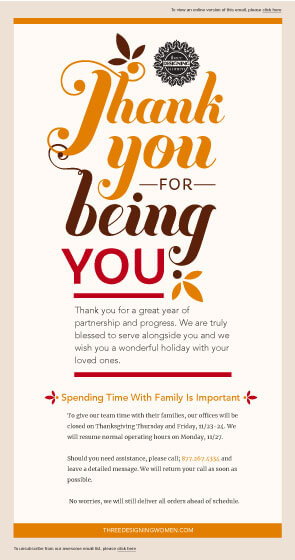 To view an online version of this email, please click here
DESIGNING
Thank
you
FOR
being
YOU
Thank you for a great year of
partnership and progress. We are truly
blessed to serve alongside you and we
wish you a wonderful holiday with your
loved ones.
Spending Time With Family Is Important
To give our team time with their families, our offices will be
closed on Thanksgiving Thursday and Friday, 11/23-24. We
will resume normal operating hours on Monday, 11/27.
Should you need assistance, please call; 877.267.4354 and
leave a detailed message. We will return your call as soon as
possible.
No worries, we will still deliver all orders ahead of schedule.
THREEDESIGNINGWOMEN.COM
To unsubscribe from our awesome email list, please click here